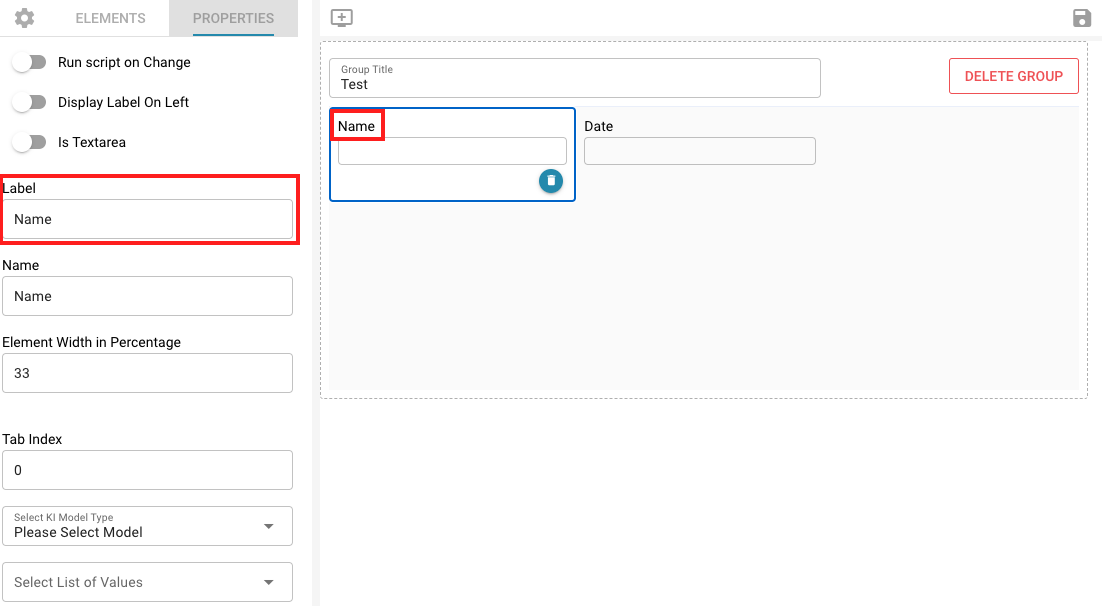 ELEMENTS
PROPERTIES
Run script on Change
Display Label On Left
Is Textarea
Label
Name
Name
Name
Element Width in Percentage
33
Tab Index
0
Select KI Model Type
Please Select Model
Select List of Values
Group Title
Test
DELETE GROUP
Name
Date